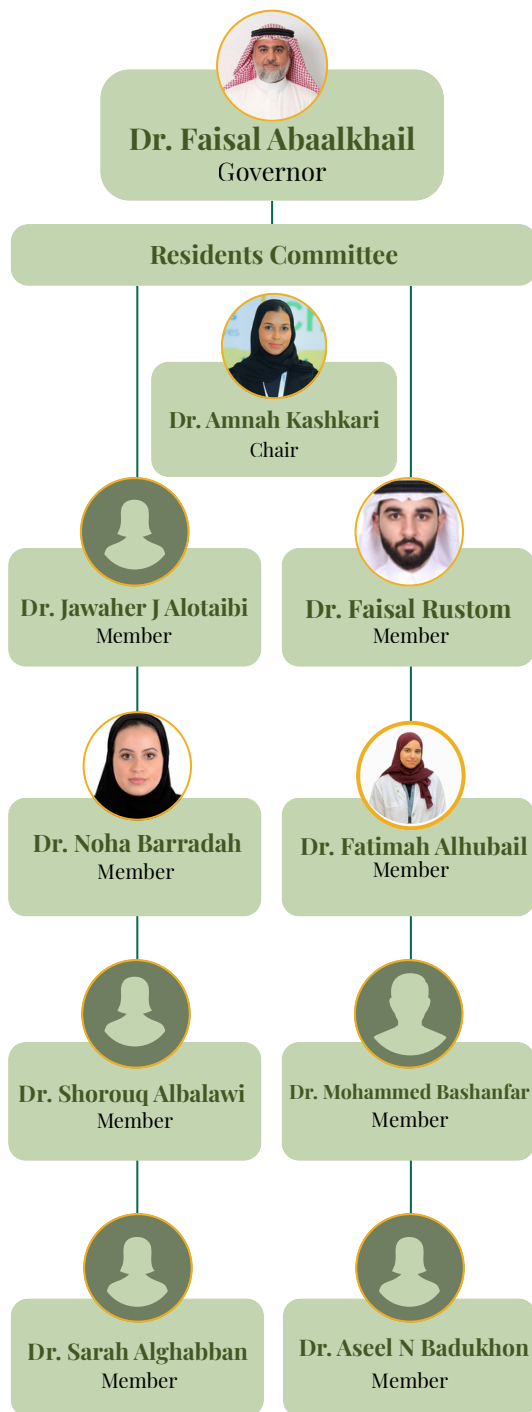 Dr. Faisal Abaalkhail
Governor
Residents Committee
Dr. Amnah Kashkari
Chair
Dr. Jawaher J Alotaibi
Member
Dr. Faisal Rustom
Member
Dr. Noha Barradah
Member
Dr. Fatimah Alhubail
Member
Dr. Shorouq Albalawi
Member
Dr. Mohammed Bashanfar
Member
Dr. Sarah Alghabban
Member
Dr. Aseel N Badukhon
Member